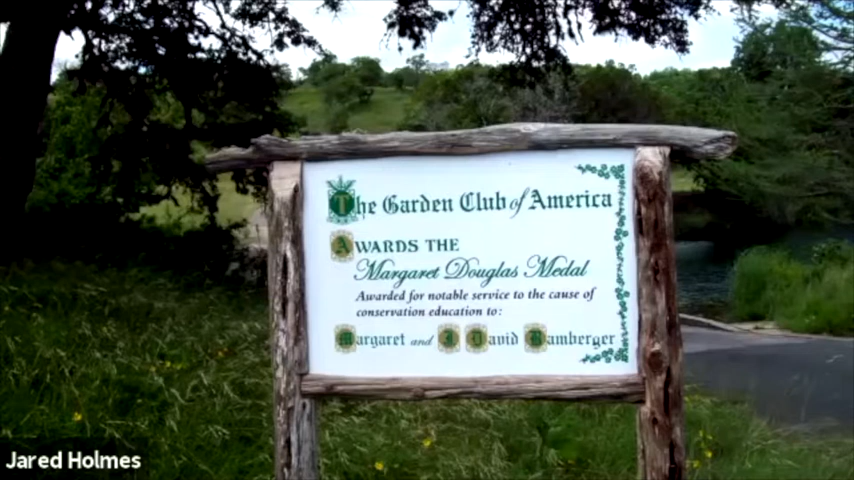 The Garden Club of America
AWARDS THE
Margaret Douglas Medal
Awarded for notable service to the cause of
conservation education to:
Margaret and J David Bamberger
Jared Holmes